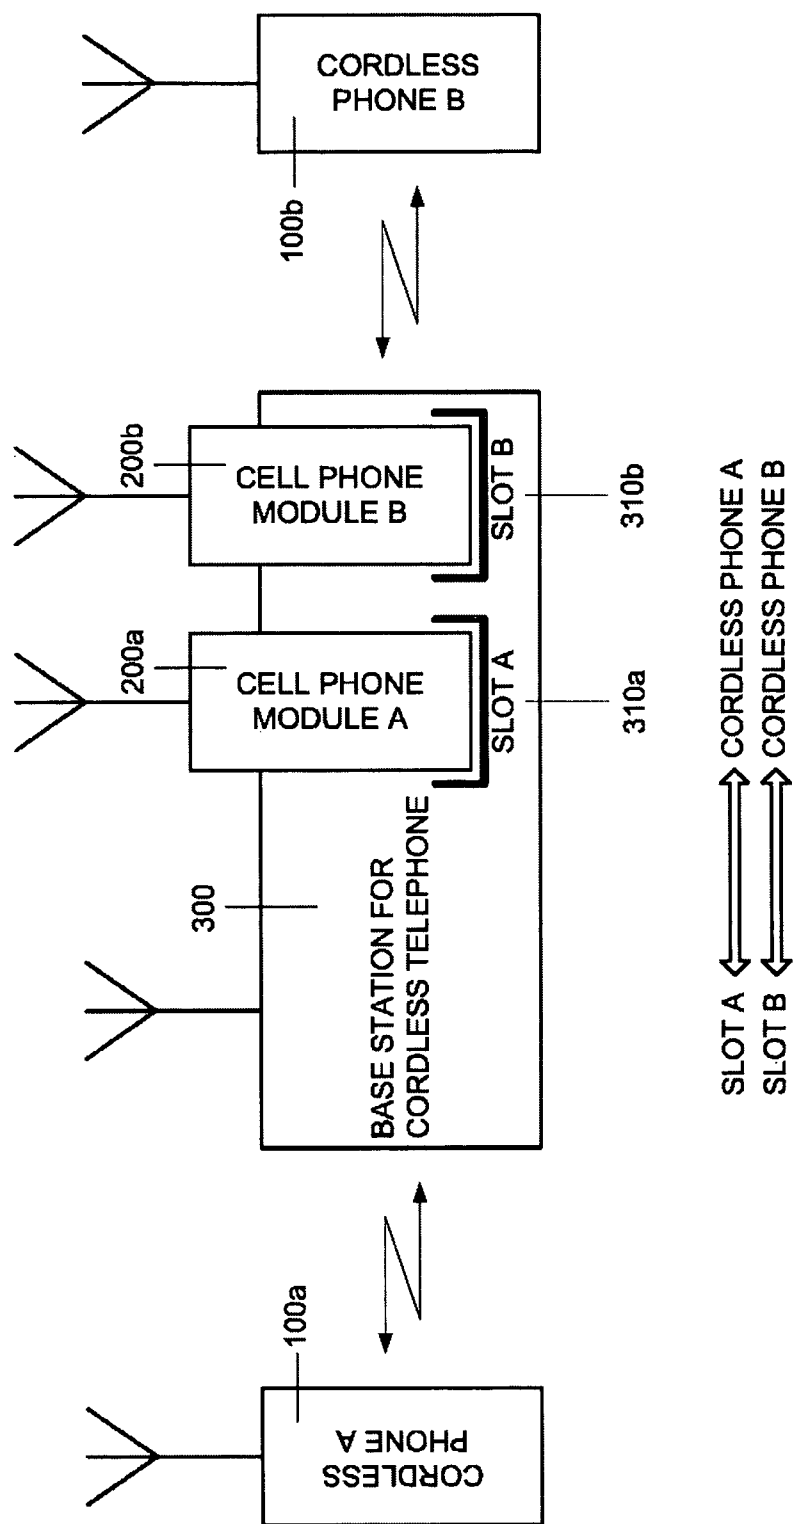 CORDLESS
PHONE B
100b
200b
CELL PHONE
MODULE B
SLOT B
310b
200a
CELL PHONE
MODULE A
SLOT A
310a
300
BASE STATION FOR
CORDLESS TELEPHONE
100a
CORDLESS
PHONE A
SLOT A CORDLESS PHONE A
SLOT B CORDLESS PHONE B